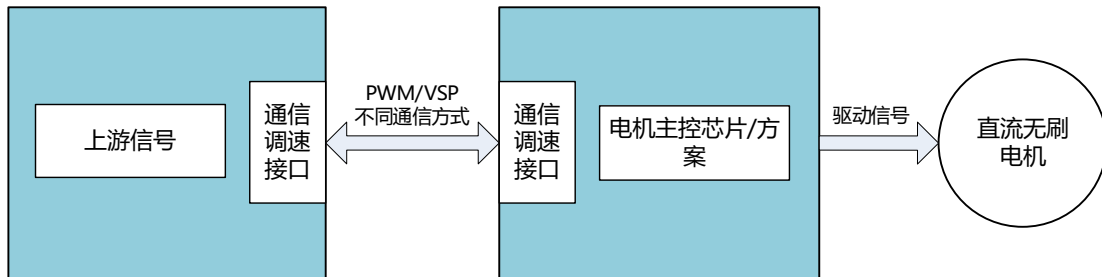 上游信号
通信
调速
接口
PWM/VSP
不同通信方式
通信
调速
接口
电机主控芯片/方
案
驱动信号
直流无刷
电机